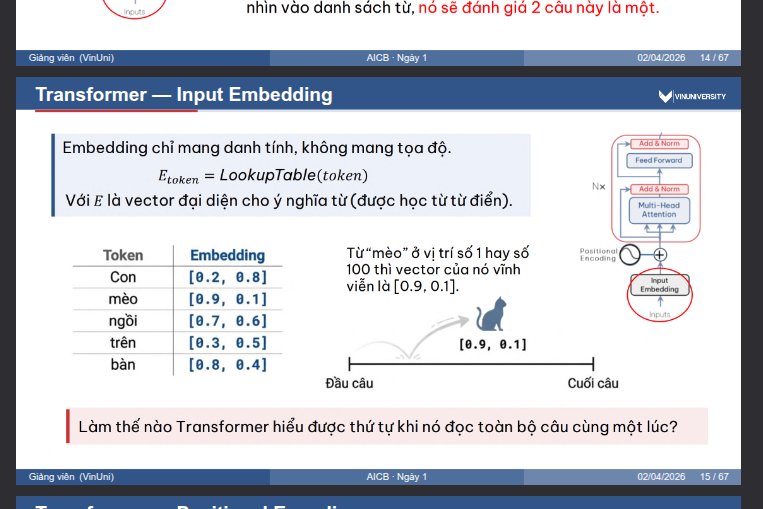 Inputs
nhìn vào danh sách từ, nó sẽ đánh giá 2 câu này là một.
Giảng viên (VinUni) AICB · Ngày 1 02/04/2026 14 / 67
Transformer — Input Embedding
VINUNIVERSITY
Embedding chỉ mang danh tính, không mang tọa độ.
E_token = LookupTable(token)
Với E là vector đại diện cho ý nghĩa từ (được học từ từ điển).
Token Embedding
Con [0.2, 0.8]
mèo [0.9, 0.1]
ngồi [0.7, 0.6]
trên [0.3, 0.5]
bàn [0.8, 0.4]
Từ “mèo” ở vị trí số 1 hay số
100 thì vector của nó vĩnh
viễn là [0.9, 0.1].
[0.9, 0.1]
Đầu câu Cuối câu
Add & Norm
Feed Forward
N×
Add & Norm
Multi-Head
Attention
Positional
Encoding
Input
Embedding
Inputs
Làm thế nào Transformer hiểu được thứ tự khi nó đọc toàn bộ câu cùng một lúc?
Giảng viên (VinUni) AICB · Ngày 1 02/04/2026 15 / 67